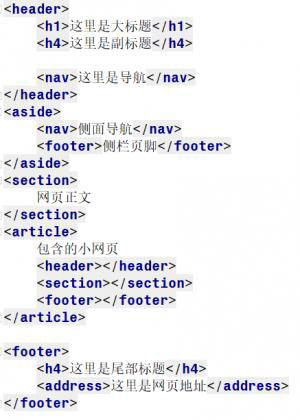 <header>
    <h1>这里是大标题</h1>
    <h4>这里是副标题</h4>

    <nav>这里是导航</nav>
</header>
<aside>
    <nav>侧面导航</nav>
    <footer>侧栏页脚</footer>
</aside>
<section>
    网页正文
</section>
<article>
    包含的小网页
    <header></header>
    <section></section>
    <footer></footer>
</article>

<footer>
    <h4>这里是尾部标题</h4>
    <address>这里是网页地址</address>
</footer>